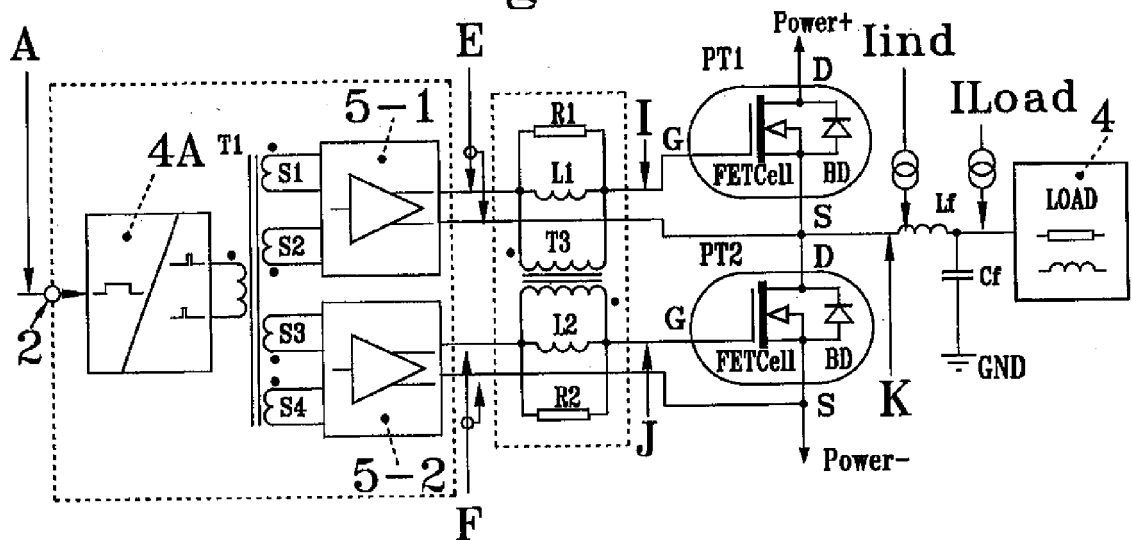 A
E
Power+
Iind
PT1
D
ILoad
5-1
R1
I
4
4A
T1
S1
G
L1
FETCell
BD
Lf
LOAD
S
S2
T3
K
PT2
D
Cf
2
S3
L2
G
FETCell
BD
GND
S4
R2
S
J
5-2
Power-
F